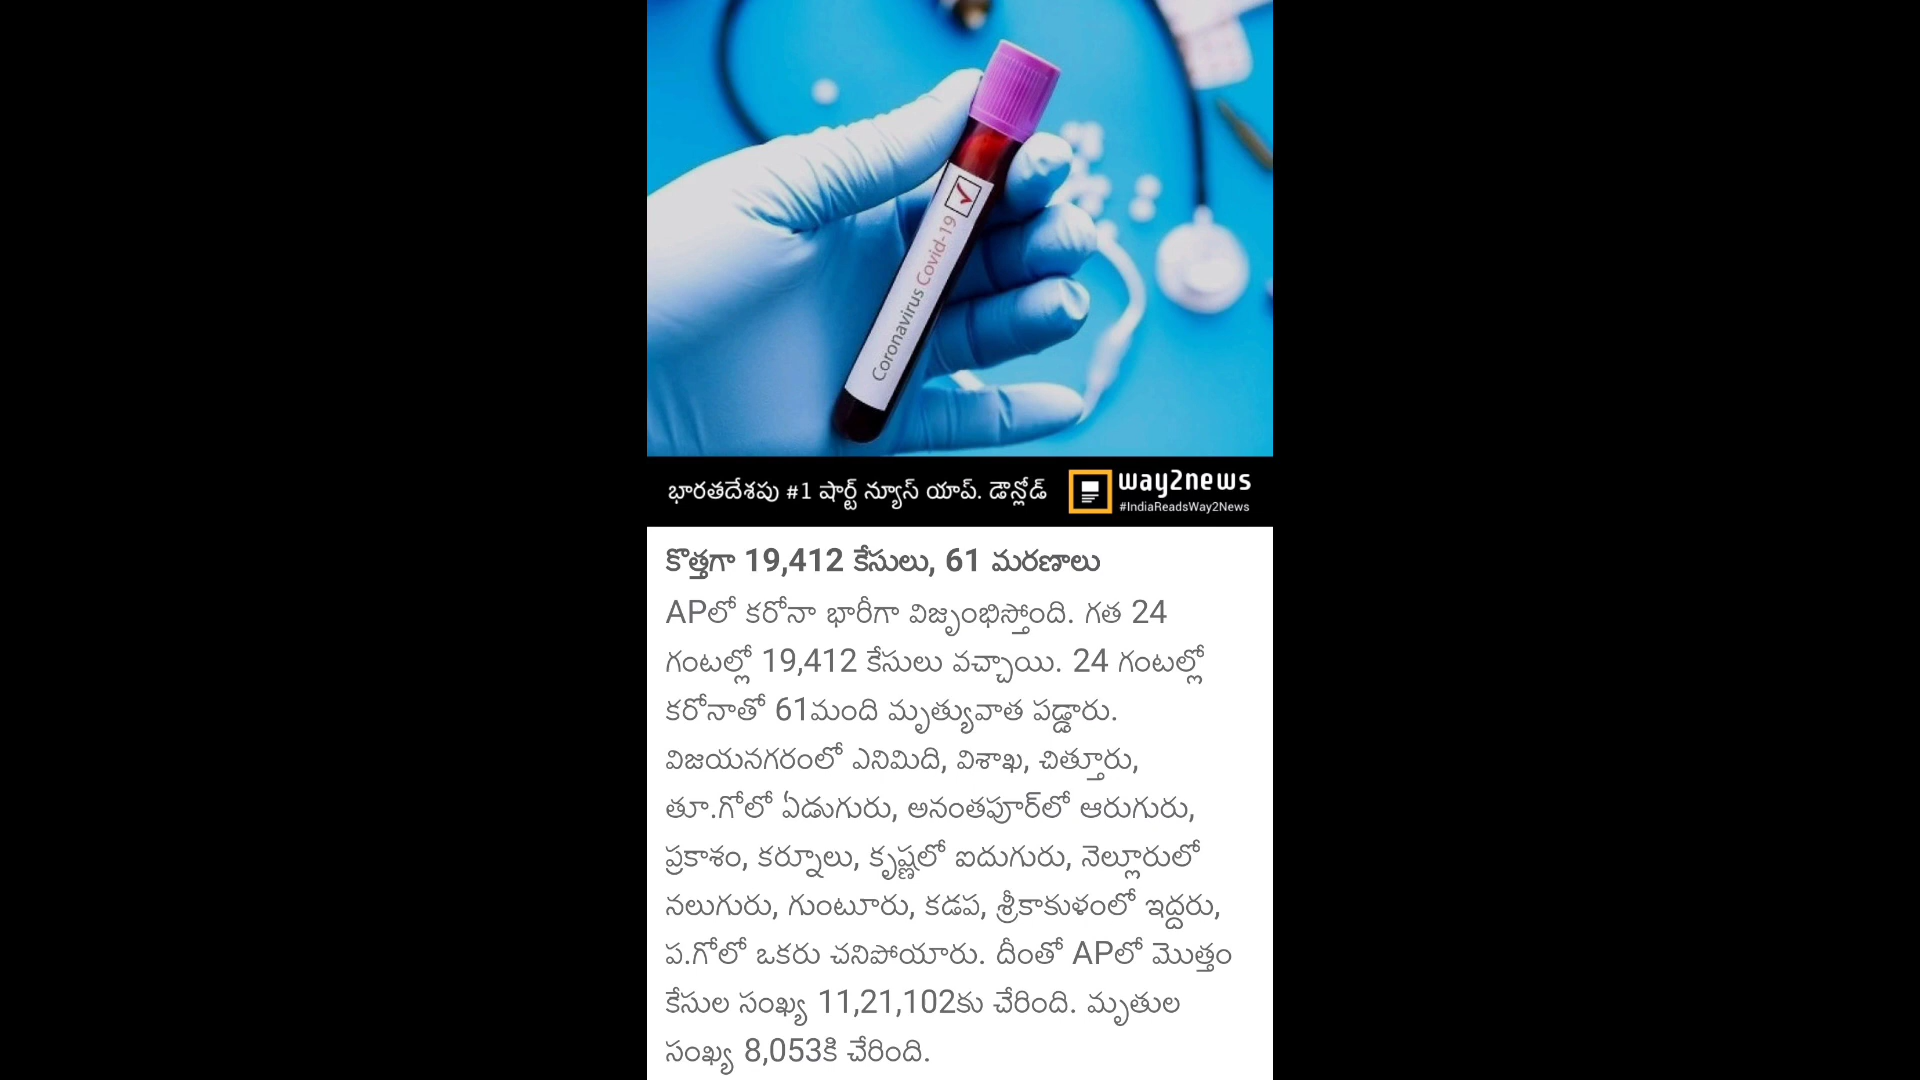 Coronavirus Covid-19
భారతదేశపు #1 షార్ట్ న్యూస్ యాప్. డౌన్లోడ్
way2news
#IndiaReadsWay2News
కొత్తగా 19,412 కేసులు, 61 మరణాలు
APలో కరోనా భారీగా విజృంభిస్తోంది. గత 24
గంటల్లో 19,412 కేసులు వచ్చాయి. 24 గంటల్లో
కరోనాతో 61మంది మృత్యువాత పడ్డారు.
విజయనగరంలో ఎనిమిది, విశాఖ, చిత్తూరు,
తూ.గోలో ఏడుగురు, అనంతపూర్‌లో ఆరుగురు,
ప్రకాశం, కర్నూలు, కృష్ణలో ఐదుగురు, నెల్లూరులో
నలుగురు, గుంటూరు, కడప, శ్రీకాకుళంలో ఇద్దరు,
ప.గోలో ఒకరు చనిపోయారు. దీంతో APలో మొత్తం
కేసుల సంఖ్య 11,21,102కు చేరింది. మృతుల
సంఖ్య 8,053కి చేరింది.